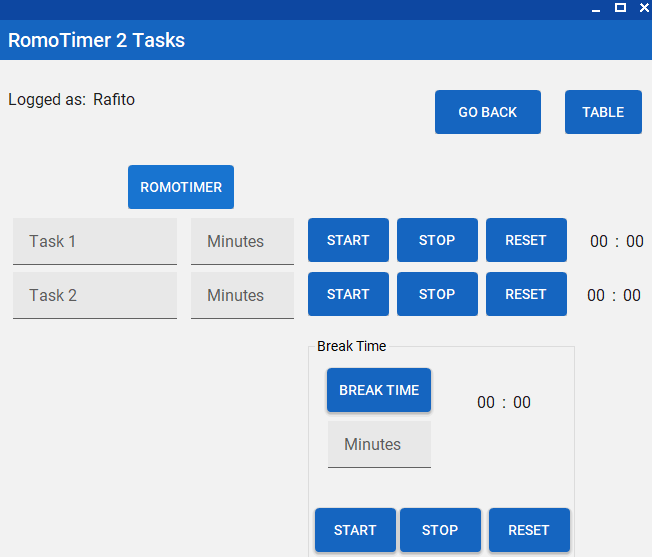 RomoTimer 2 Tasks
Logged as: Rafito
GO BACK TABLE
ROMOTIMER
Task 1 Minutes START STOP RESET 00 : 00
Task 2 Minutes START STOP RESET 00 : 00
Break Time
BREAK TIME 00 : 00
Minutes
START STOP RESET